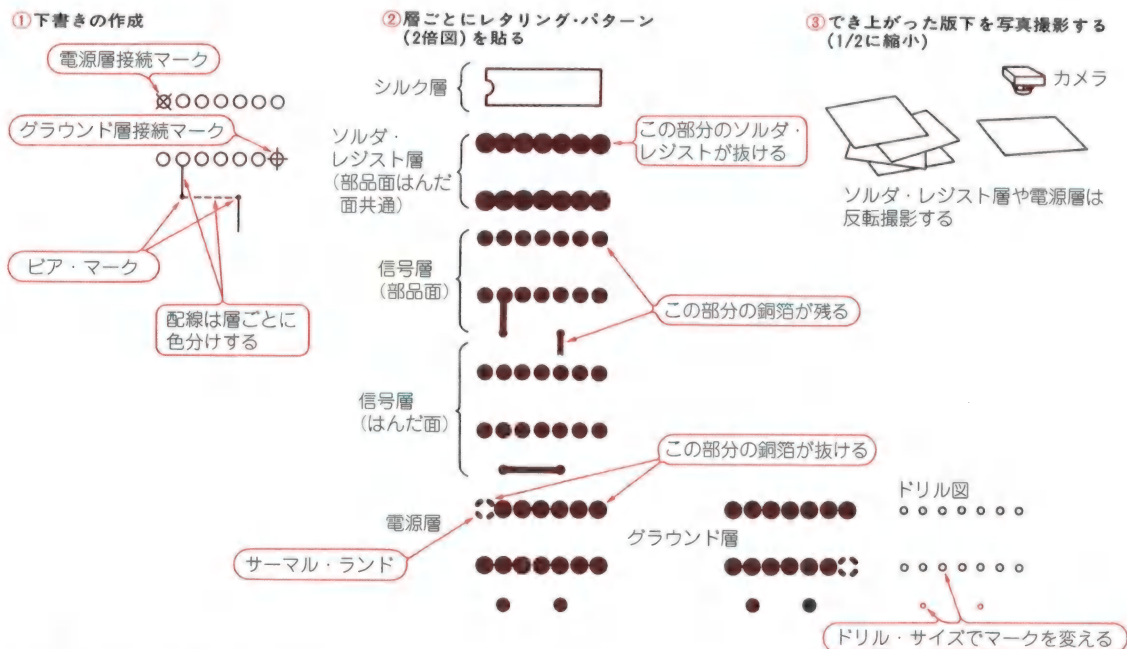 ①下書きの作成
電源層接続マーク
グラウンド層接続マーク
ビア・マーク
配線は層ごとに
色分けする
②層ごとにレタリング・パターン
(2倍図)を貼る
シルク層
ソルダ・
レジスト層
(部品面はんだ
面共通)
この部分のソルダ・
レジストが抜ける
信号層
(部品面)
この部分の銅箔が残る
信号層
(はんだ面)
この部分の銅箔が抜ける
電源層
サーマル・ランド
グラウンド層
ドリル図
ドリル・サイズでマークを変える
③でき上がった版下を写真撮影する
(1/2に縮小)
カメラ
ソルダ・レジスト層や電源層は
反転撮影する